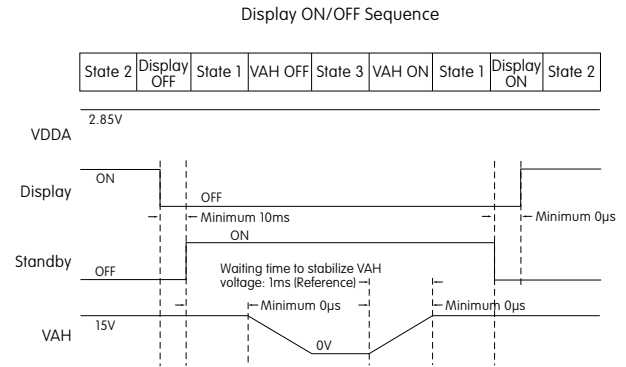 Display ON/OFF Sequence
State 2 Display OFF State 1 VAH OFF State 3 VAH ON State 1 Display ON State 2
2.85V
VDDA
ON
Display
OFF
Minimum 10ms
Minimum 0µs
ON
Standby
OFF
Waiting time to stabilize VAH
voltage: 1ms (Reference)
Minimum 0µs
Minimum 0µs
15V
VAH
0V